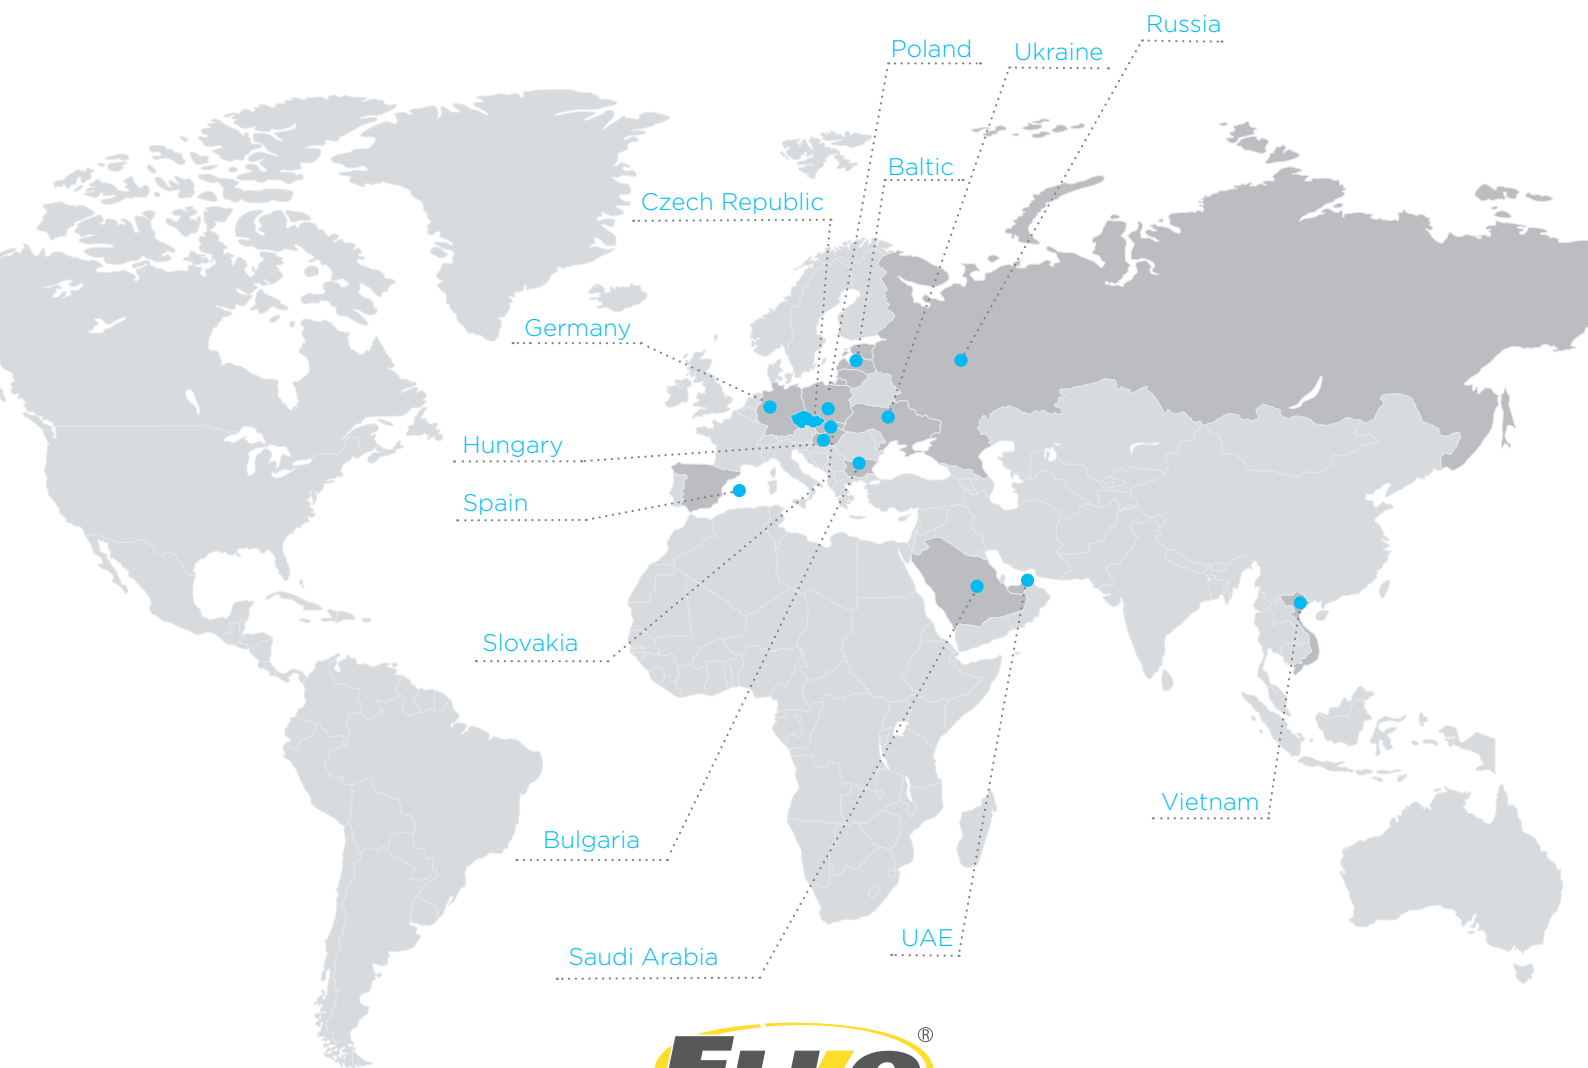 Russia
Poland
Ukraine
Baltic
Czech Republic
Germany
Hungary
Spain
Slovakia
Vietnam
Bulgaria
UAE
Saudi Arabia
®